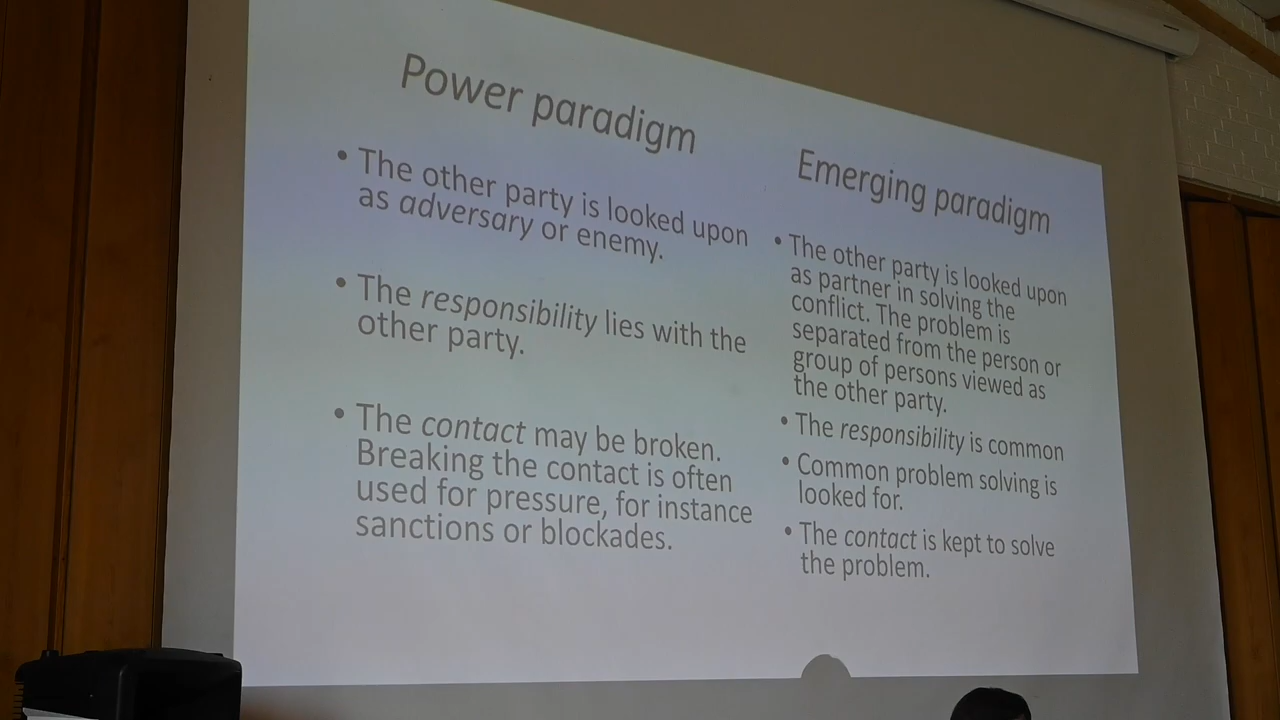 Power paradigm
• The other party is looked upon
as adversary or enemy.
• The responsibility lies with the
other party.
• The contact may be broken.
Breaking the contact is often
used for pressure, for instance
sanctions or blockades.
Emerging paradigm
• The other party is looked upon
as partner in solving the
conflict. The problem is
separated from the person or
group of persons viewed as
the other party.
• The responsibility is common
• Common problem solving is
looked for.
• The contact is kept to solve
the problem.